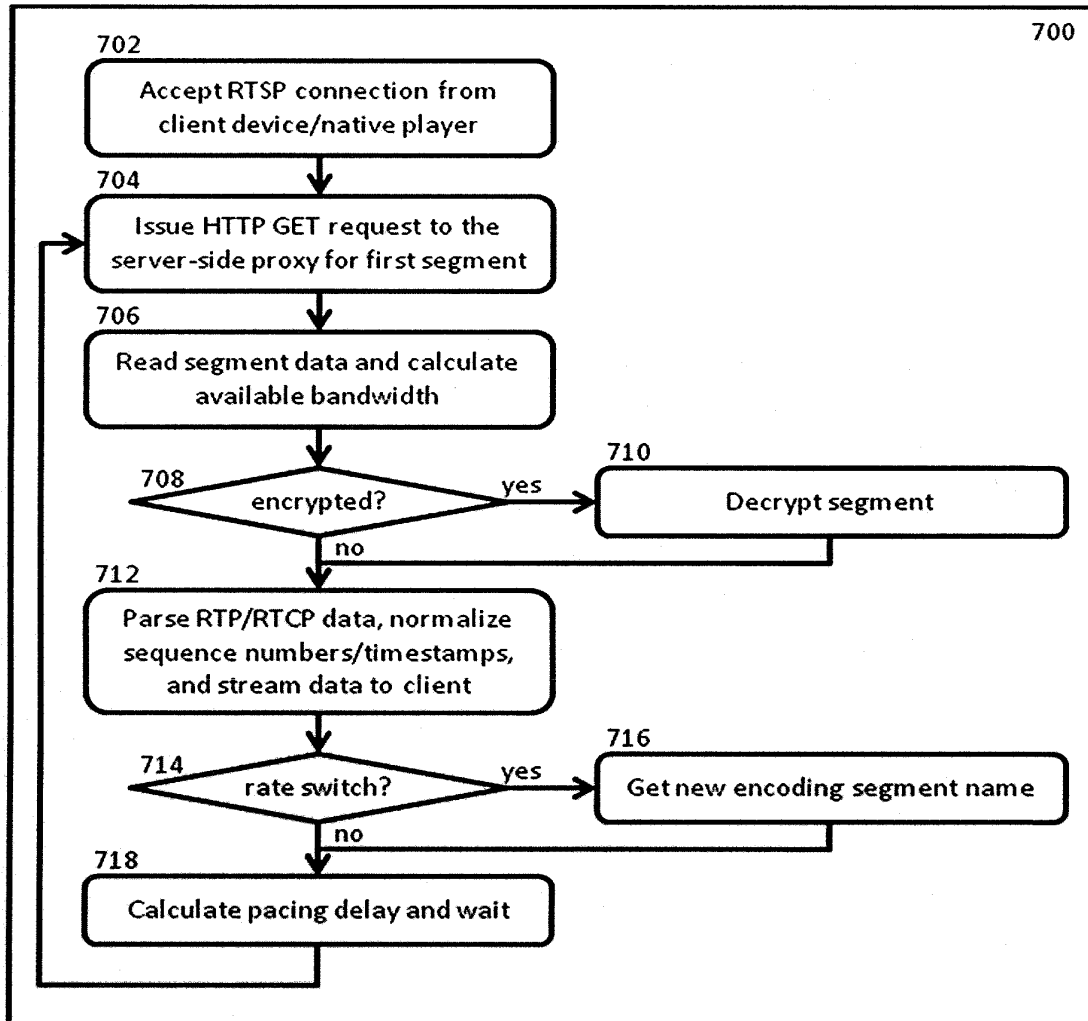 700
702
Accept RTSP connection from
client device/native player
704
Issue HTTP GET request to the
server-side proxy for first segment
706
Read segment data and calculate
available bandwidth
708
encrypted?
yes
710
Decrypt segment
no
712
Parse RTP/RTCP data, normalize
sequence numbers/timestamps,
and stream data to client
714
rate switch?
yes
716
Get new encoding segment name
no
718
Calculate pacing delay and wait